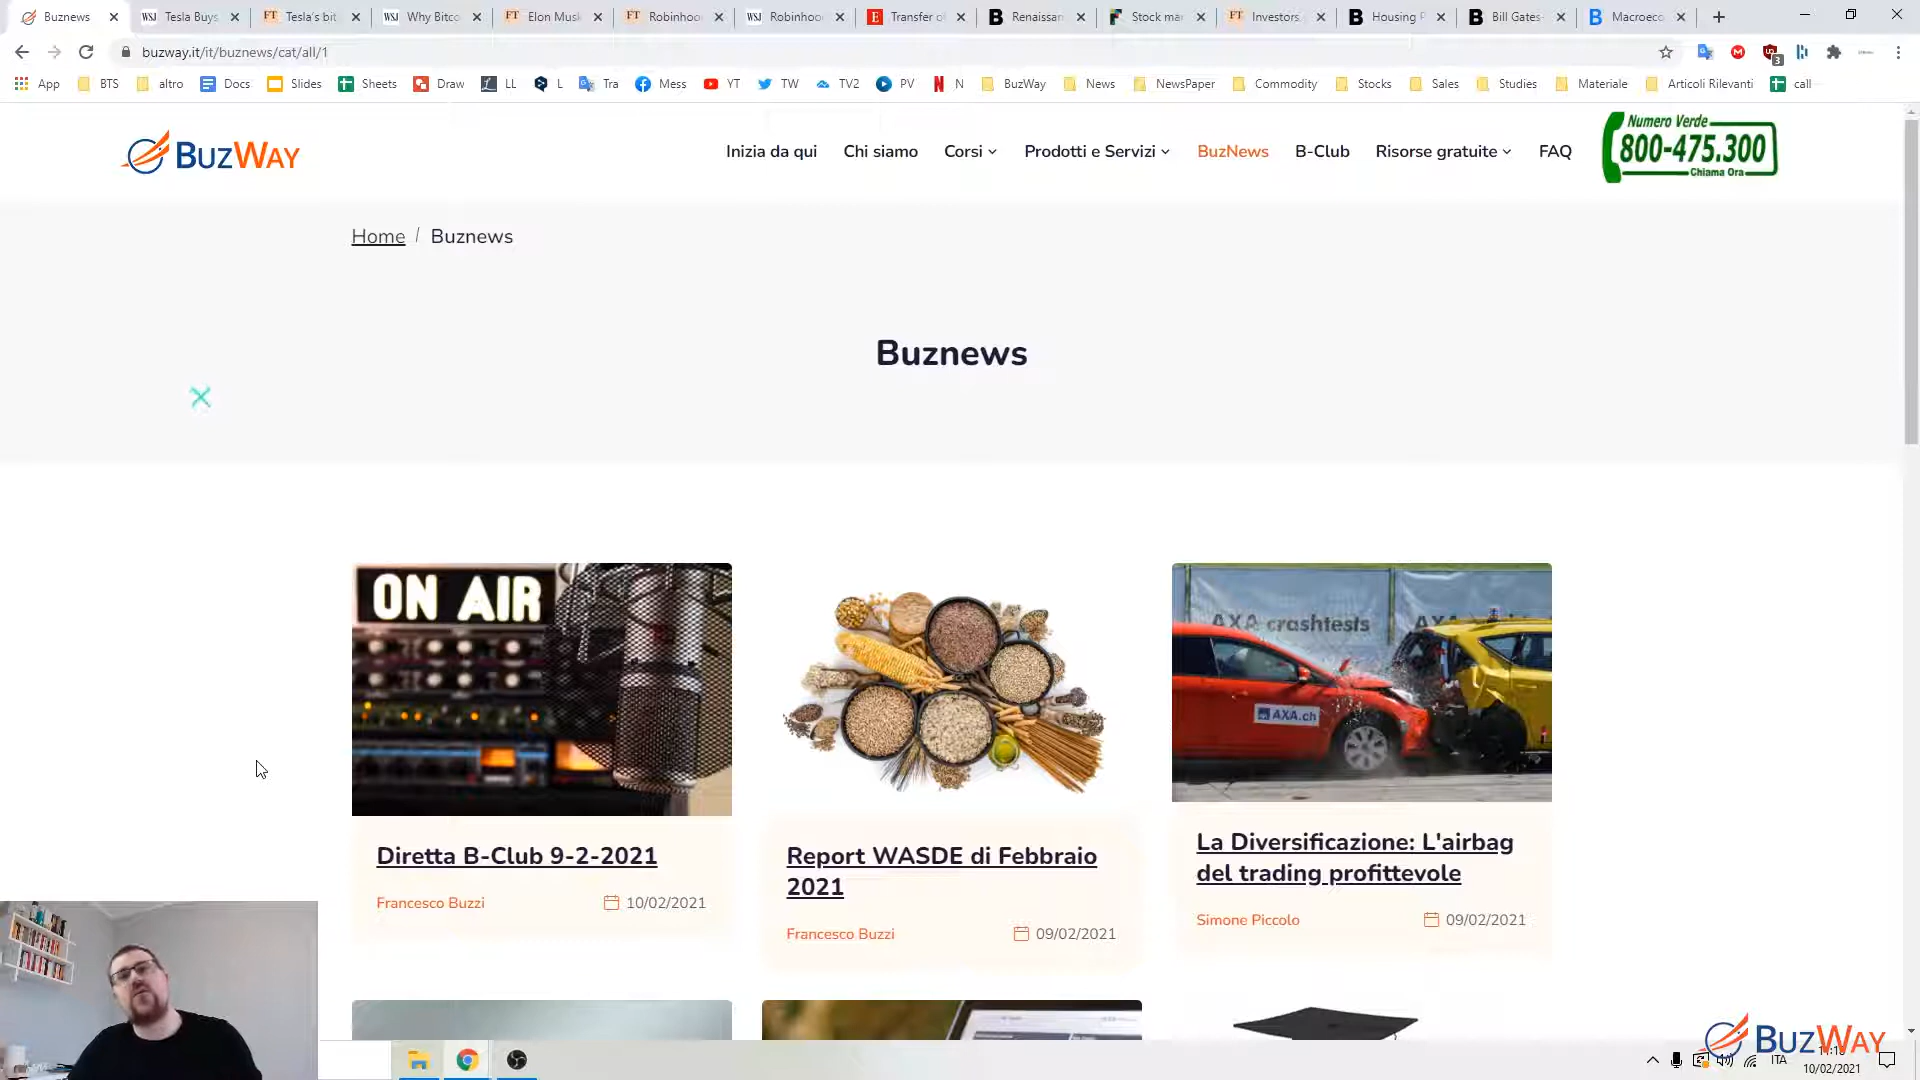 Buznews
Tesla Buys
Tesla's bit
Why Bitco
Elon Mus
Robinhoo
Robinhoo
Transfer o
Renaissan
Stock mar
Investors
Housing P
Bill Gates
Macroeco
buzway.it/it/buznews/cat/all/1
App BTS altro Docs Slides Sheets Draw LL L Tra Mess YT TW TV2 PV N BuzWay News NewsPaper Commodity Stocks Sales Studies Materiale Articoli Rilevanti call
BUZWAY
Inizia da qui Chi siamo Corsi Prodotti e Servizi BuzNews B-Club Risorse gratuite FAQ
Numero Verde
800-475.300
Chiama Ora
Home / Buznews
Buznews
ON AIR
AXA crashtests
AXA.ch
Diretta B-Club 9-2-2021
Francesco Buzzi 10/02/2021
Report WASDE di Febbraio
2021
Francesco Buzzi 09/02/2021
La Diversificazione: L'airbag
del trading profittevole
Simone Piccolo 09/02/2021
BUZWAY
ITA
10/02/2021